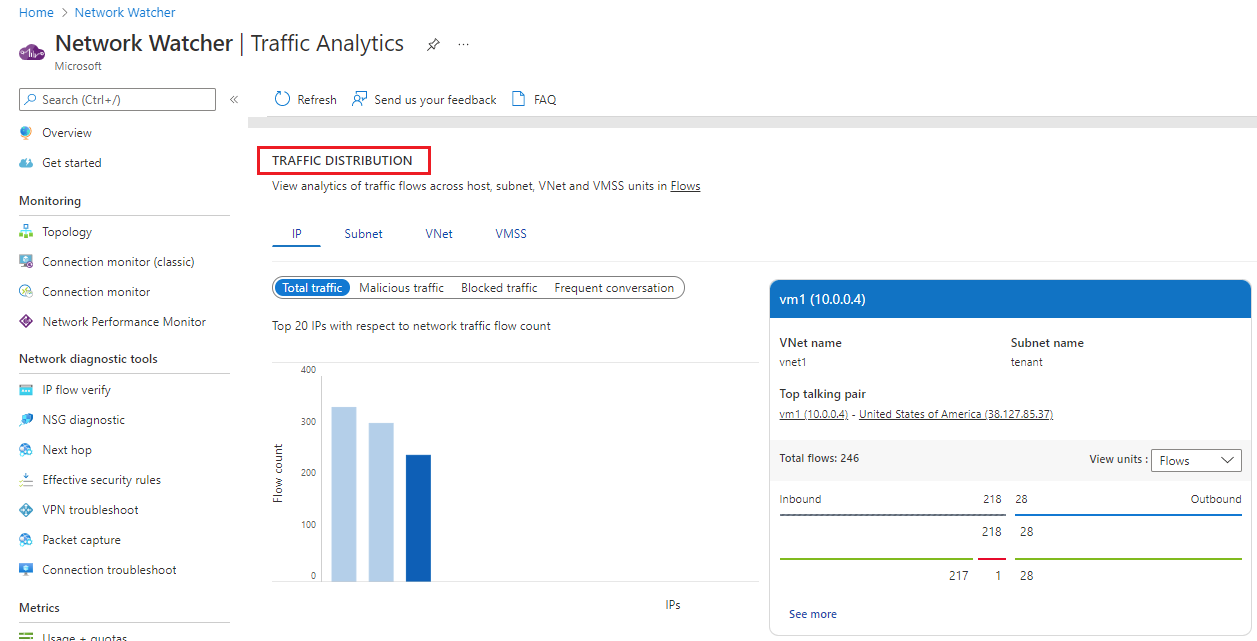 Home > Network Watcher
Network Watcher | Traffic Analytics ...
Microsoft
Search (Ctrl+/) «
Overview
Get started
Monitoring
Topology
Connection monitor (classic)
Connection monitor
Network Performance Monitor
Network diagnostic tools
IP flow verify
NSG diagnostic
Next hop
Effective security rules
VPN troubleshoot
Packet capture
Connection troubleshoot
Metrics
Usage + quotas
Refresh Send us your feedback FAQ
TRAFFIC DISTRIBUTION
View analytics of traffic flows across host, subnet, VNet and VMSS units in Flows
IP Subnet VNet VMSS
Total traffic Malicious traffic Blocked traffic Frequent conversation
Top 20 IPs with respect to network traffic flow count
400
300
200
100
0
Flow count
IPs
vm1 (10.0.0.4)
VNet name Subnet name
vnet1 tenant
Top talking pair
vm1 (10.0.0.4) - United States of America (38.127.85.37)
Total flows: 246 View units : Flows
Inbound 218 28 Outbound
218 28
217 1 28
See more